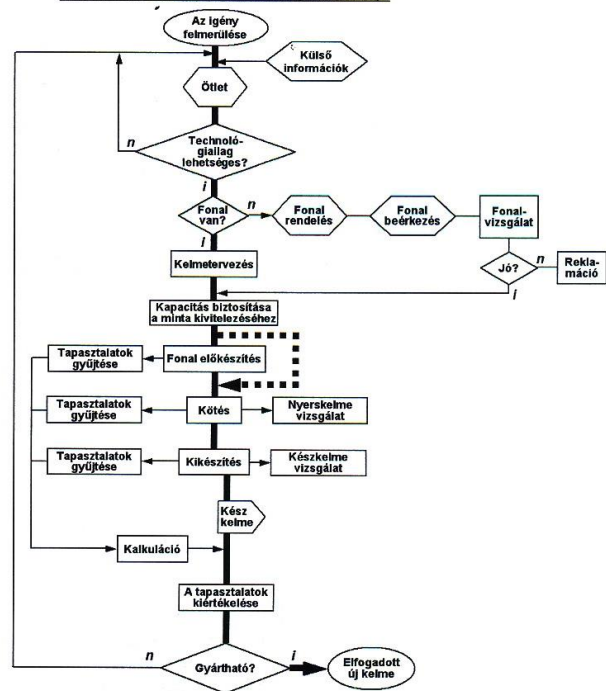 Az igény
felmerülése
Külső
információk
Ötlet
n
Technoló-
giailag
lehetséges?
i
Fonal
van?
n
Fonal
rendelés
Fonal
beérkezés
Fonal-
vizsgálat
i
Jó?
n
Rekla-
máció
i
Kelmetervezés
Kapacitás biztosítása
a minta kivitelezéséhez
Tapasztalatok
gyűjtése
Fonal előkészítés
Tapasztalatok
gyűjtése
Kötés
Nyerskelme
vizsgálat
Tapasztalatok
gyűjtése
Kikészítés
Készkelme
vizsgálat
Kész
kelme
Kalkuláció
A tapasztalatok
kiértékelése
n
Gyártható?
i
Elfogadott
új kelme